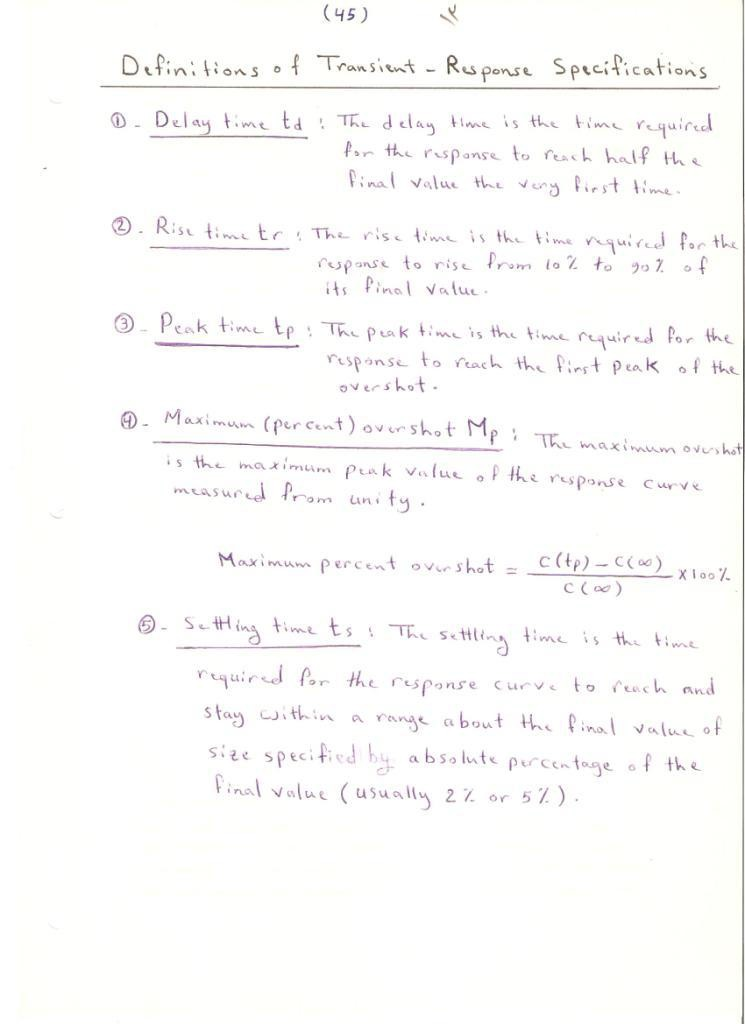 (45)
Definitions of Transient - Response Specifications
① - Delay time td : The delay time is the time required
for the response to reach half the
final value the very first time.
② - Rise time tr : The rise time is the time required for the
response to rise from 10% to 90% of
its final value.
③ - Peak time tp : The peak time is the time required for the
response to reach the first peak of the
overshot.
④ - Maximum (percent) overshot Mp : The maximum overshot
is the maximum peak value of the response curve
measured from unity.
Maximum percent overshot = C(tp) - C(∞) / C(∞) X 100%
⑤ - Settling time ts : The settling time is the time
required for the response curve to reach and
stay within a range about the final value of
size specified by absolute percentage of the
final value (usually 2% or 5%).